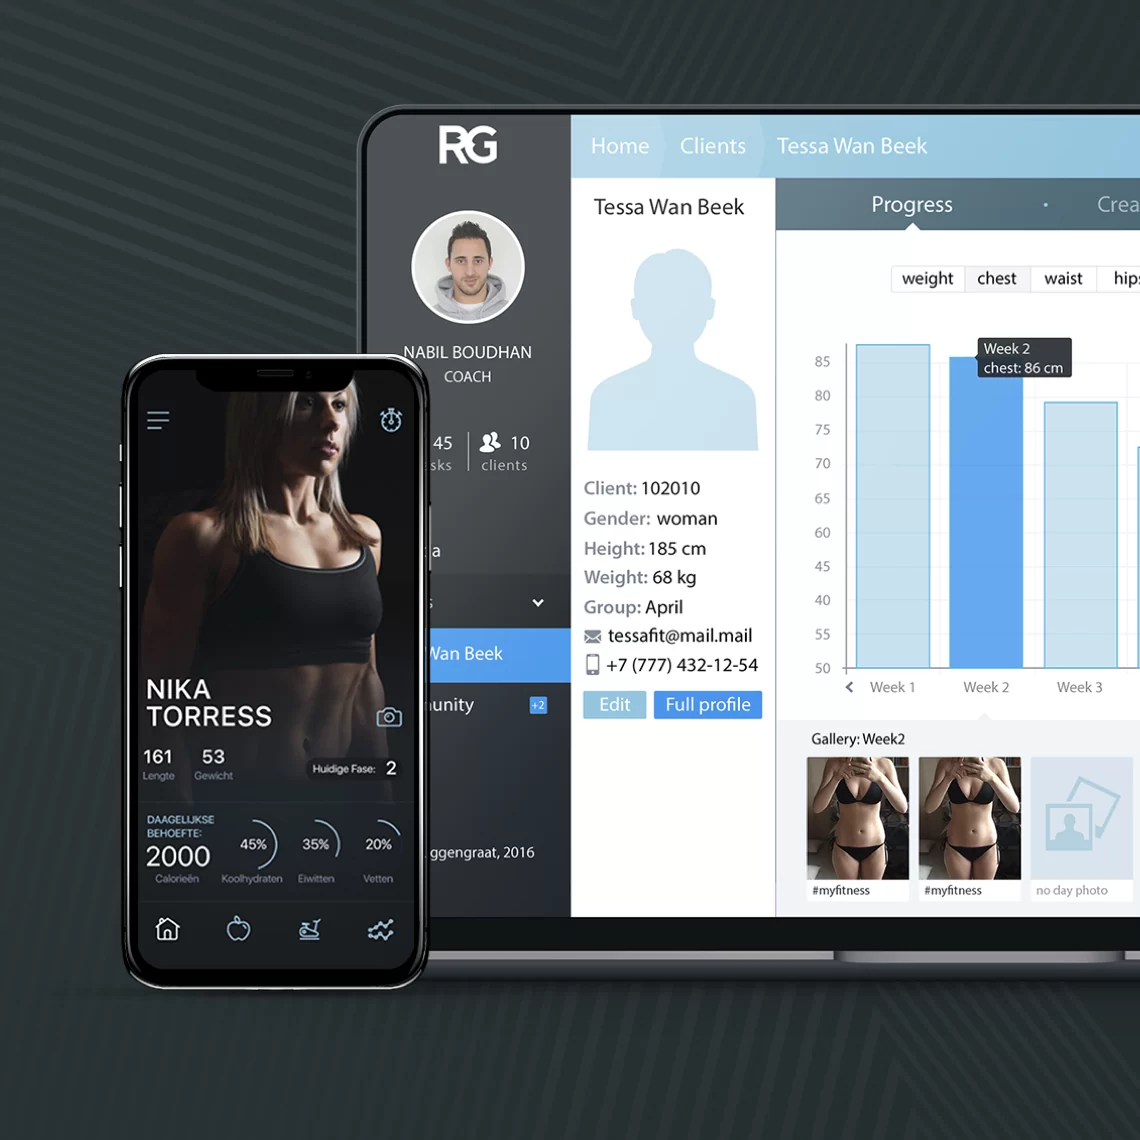 RG
NABIL BOUDHAN
COACH
45
10
sks
clients
a
s
Wan Beek
unity
+2
ggengraat, 2016
Home
Clients
Tessa Wan Beek
Tessa Wan Beek
Client: 102010
Gender: woman
Height: 185 cm
Weight: 68 kg
Group: April
tessafit@mail.mail
+7 (777) 432-12-54
Edit
Full profile
Progress
·
Crea
weight
chest
waist
hips
Week 2
chest: 86 cm
85
80
75
70
65
60
45
40
55
50
Week 1
Week 2
Week 3
Gallery: Week2
#myfitness
#myfitness
no day photo
NIKA
TORRESS
161
53
Lengte
Gewicht
Huidige Fase: 2
DAAGELIJKSE
BEHOEFTE:
2000
Calorieën
45%
35%
20%
Koolhydraten
Eiwitten
Vetten